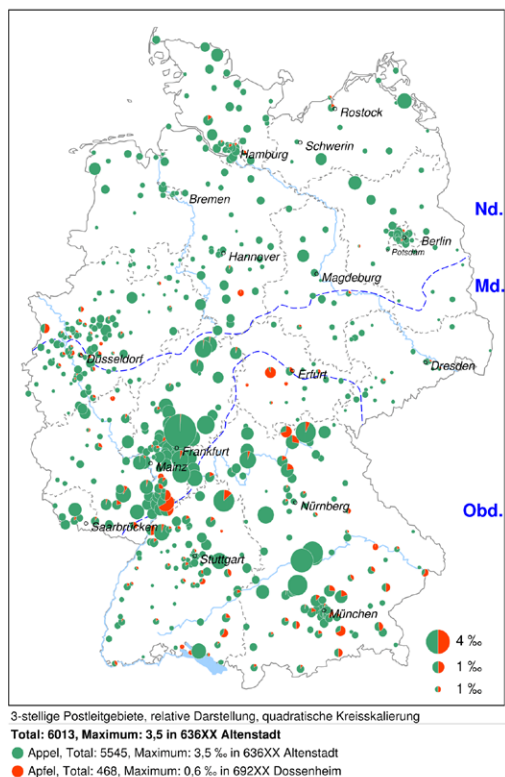 Rostock
Schwerin
Hamburg
Bremen
Nd.
Berlin
Potsdam
Hannover
Md.
Magdeburg
Düsseldorf
Dresden
Erfurt
Frankfurt
Mainz
Nürnberg
Obd.
Saarbrücken
Stuttgart
München
4 ‰
1 ‰
1 ‰
3-stellige Postleitgebiete, relative Darstellung, quadratische Kreisskalierung
Total: 6013, Maximum: 3,5 in 636XX Altenstadt
Appel, Total: 5545, Maximum: 3,5 ‰ in 636XX Altenstadt
Apfel, Total: 468, Maximum: 0,6 ‰ in 692XX Dossenheim